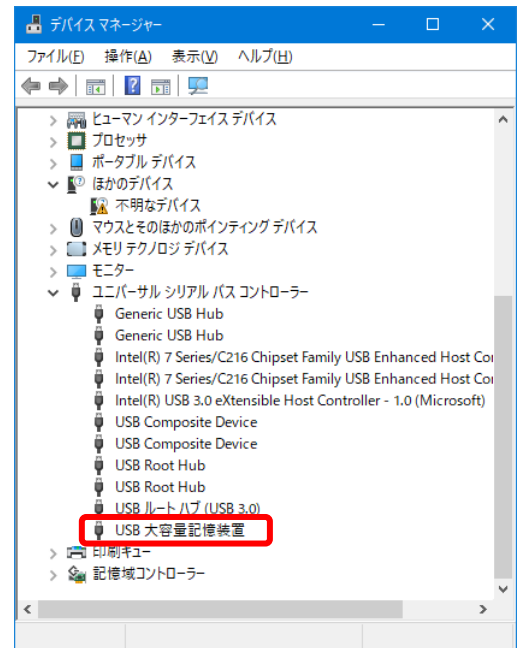 デバイス マネージャー
ファイル(F) 操作(A) 表示(V) ヘルプ(H)
ヒューマン インターフェイス デバイス
プロセッサ
ポータブル デバイス
ほかのデバイス
不明なデバイス
マウスとそのほかのポインティング デバイス
メモリ テクノロジ デバイス
モニター
ユニバーサル シリアル バス コントローラー
Generic USB Hub
Generic USB Hub
Intel(R) 7 Series/C216 Chipset Family USB Enhanced Host
Intel(R) 7 Series/C216 Chipset Family USB Enhanced Host
Intel(R) USB 3.0 eXtensible Host Controller - 1.0 (Microsoft)
USB Composite Device
USB Composite Device
USB Root Hub
USB Root Hub
USB ルート ハブ (USB 3.0)
USB 大容量記憶装置
印刷キュー
記憶域コントローラー